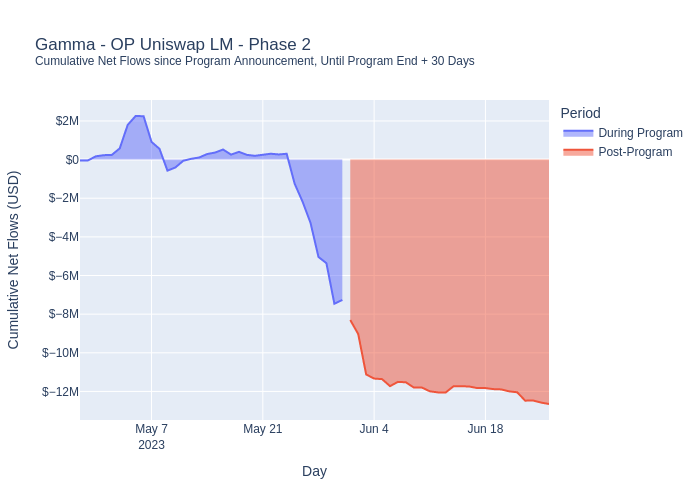 Gamma - OP Uniswap LM - Phase 2
Cumulative Net Flows since Program Announcement, Until Program End + 30 Days
Period
During Program
Post-Program
Cumulative Net Flows (USD)
$2M
$0
$−2M
$−4M
$−6M
$−8M
$−10M
$−12M
May 7
2023
May 21
Jun 4
Jun 18
Day